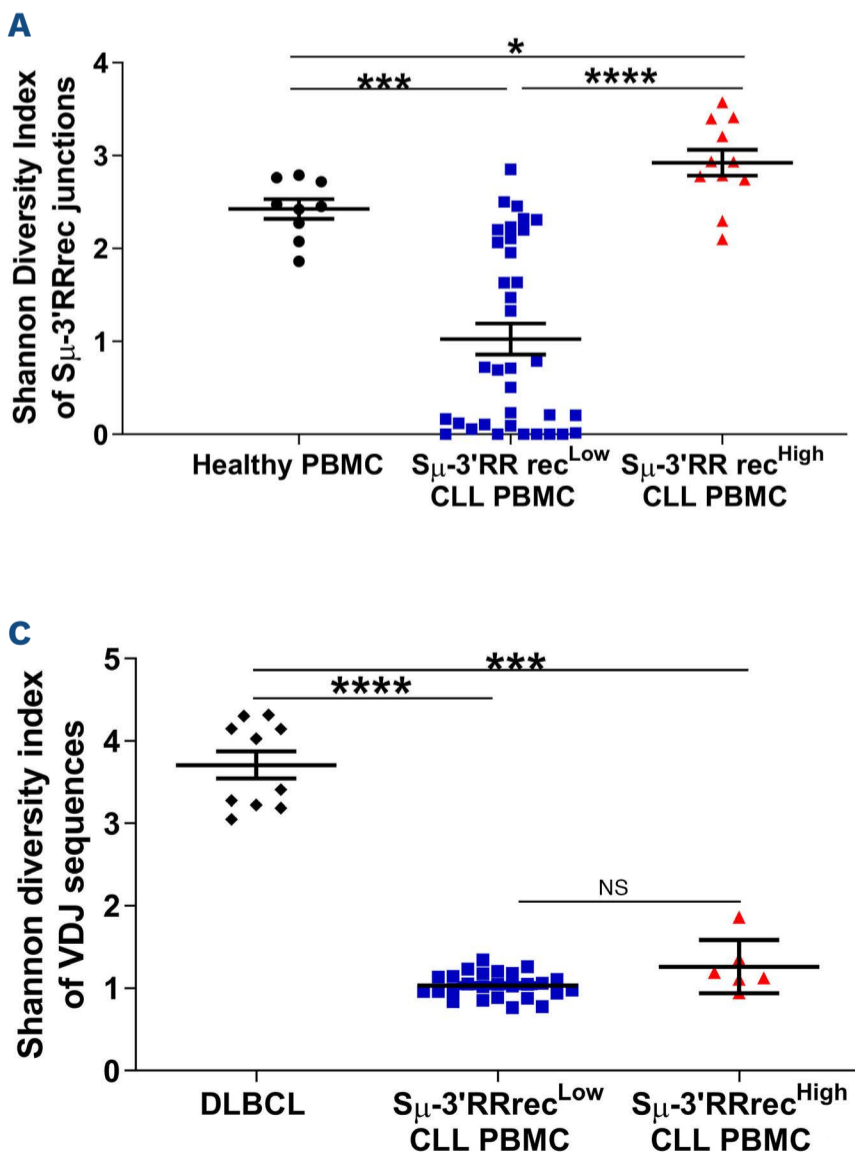 A
*
*** ****
Shannon Diversity Index
of Sμ-3'RRrec junctions
4
3
2
1
0
Healthy PBMC
Sμ-3'RR rec^Low
CLL PBMC
Sμ-3'RR rec^High
CLL PBMC
C
***
****
NS
Shannon diversity index
of VDJ sequences
5
4
3
2
1
0
DLBCL
Sμ-3'RRrec^Low
CLL PBMC
Sμ-3'RRrec^High
CLL PBMC